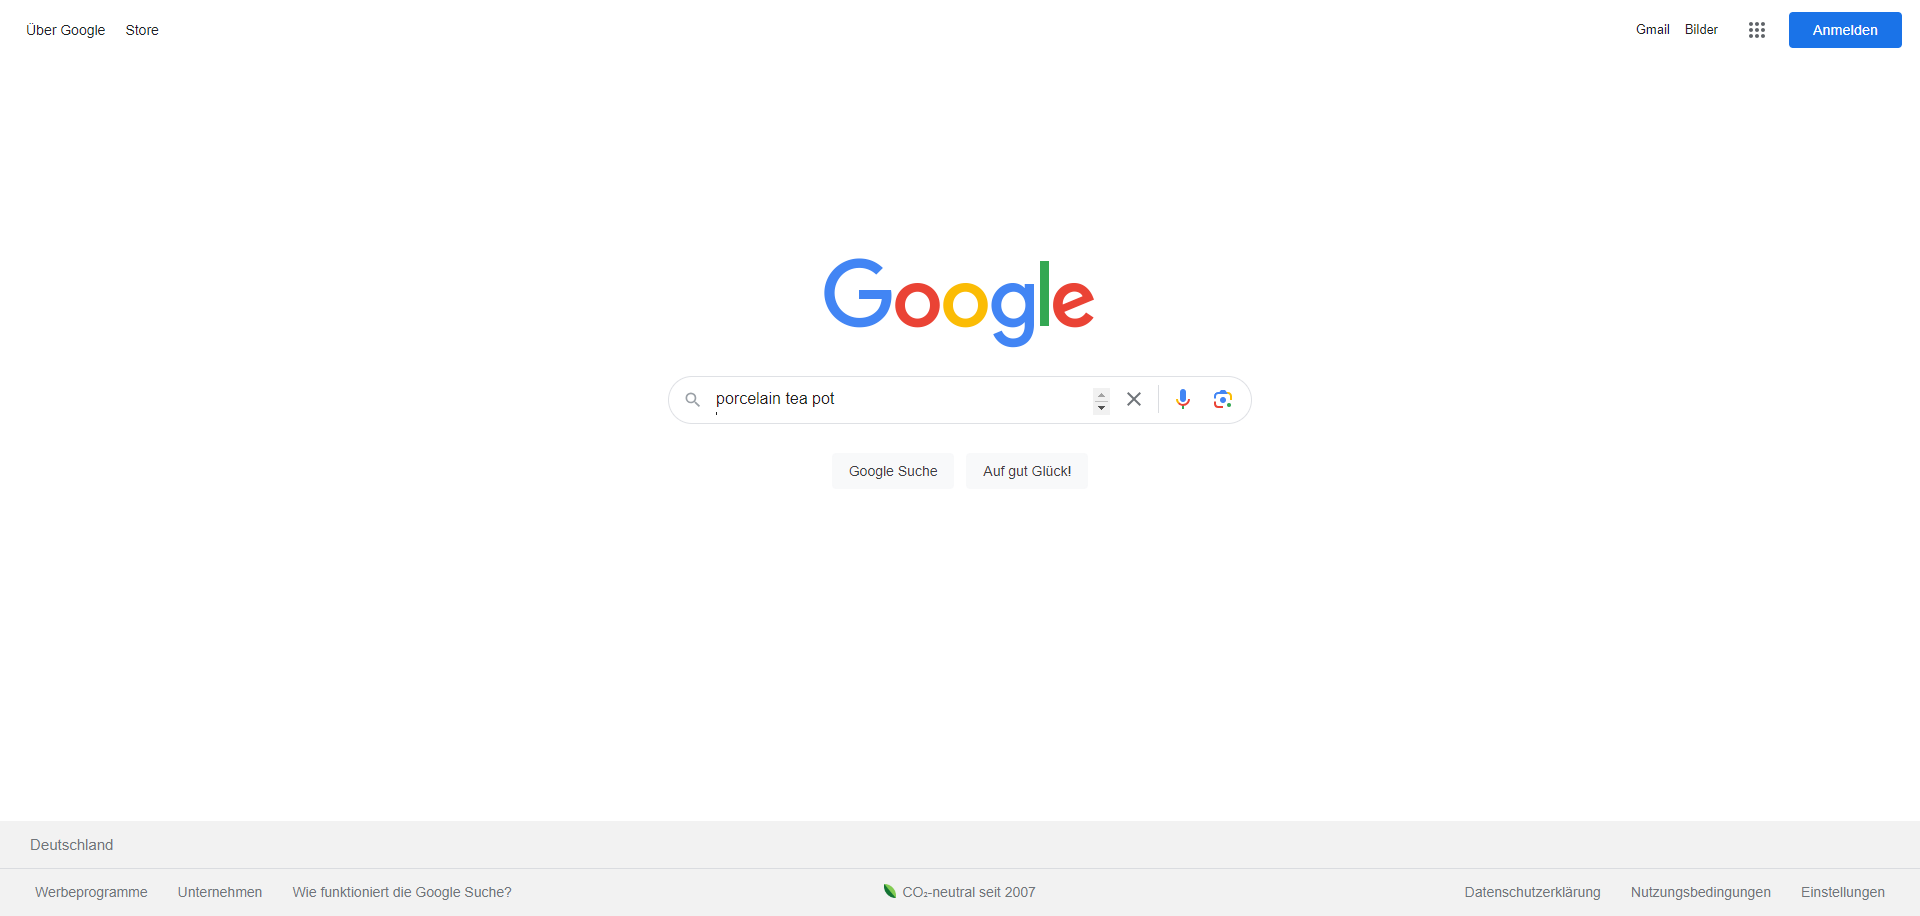 Über Google Store Gmail Bilder Anmelden
Google
porcelain tea pot
Google Suche Auf gut Glück!
Deutschland
Werbeprogramme Unternehmen Wie funktioniert die Google Suche? CO₂-neutral seit 2007 Datenschutzerklärung Nutzungsbedingungen Einstellungen